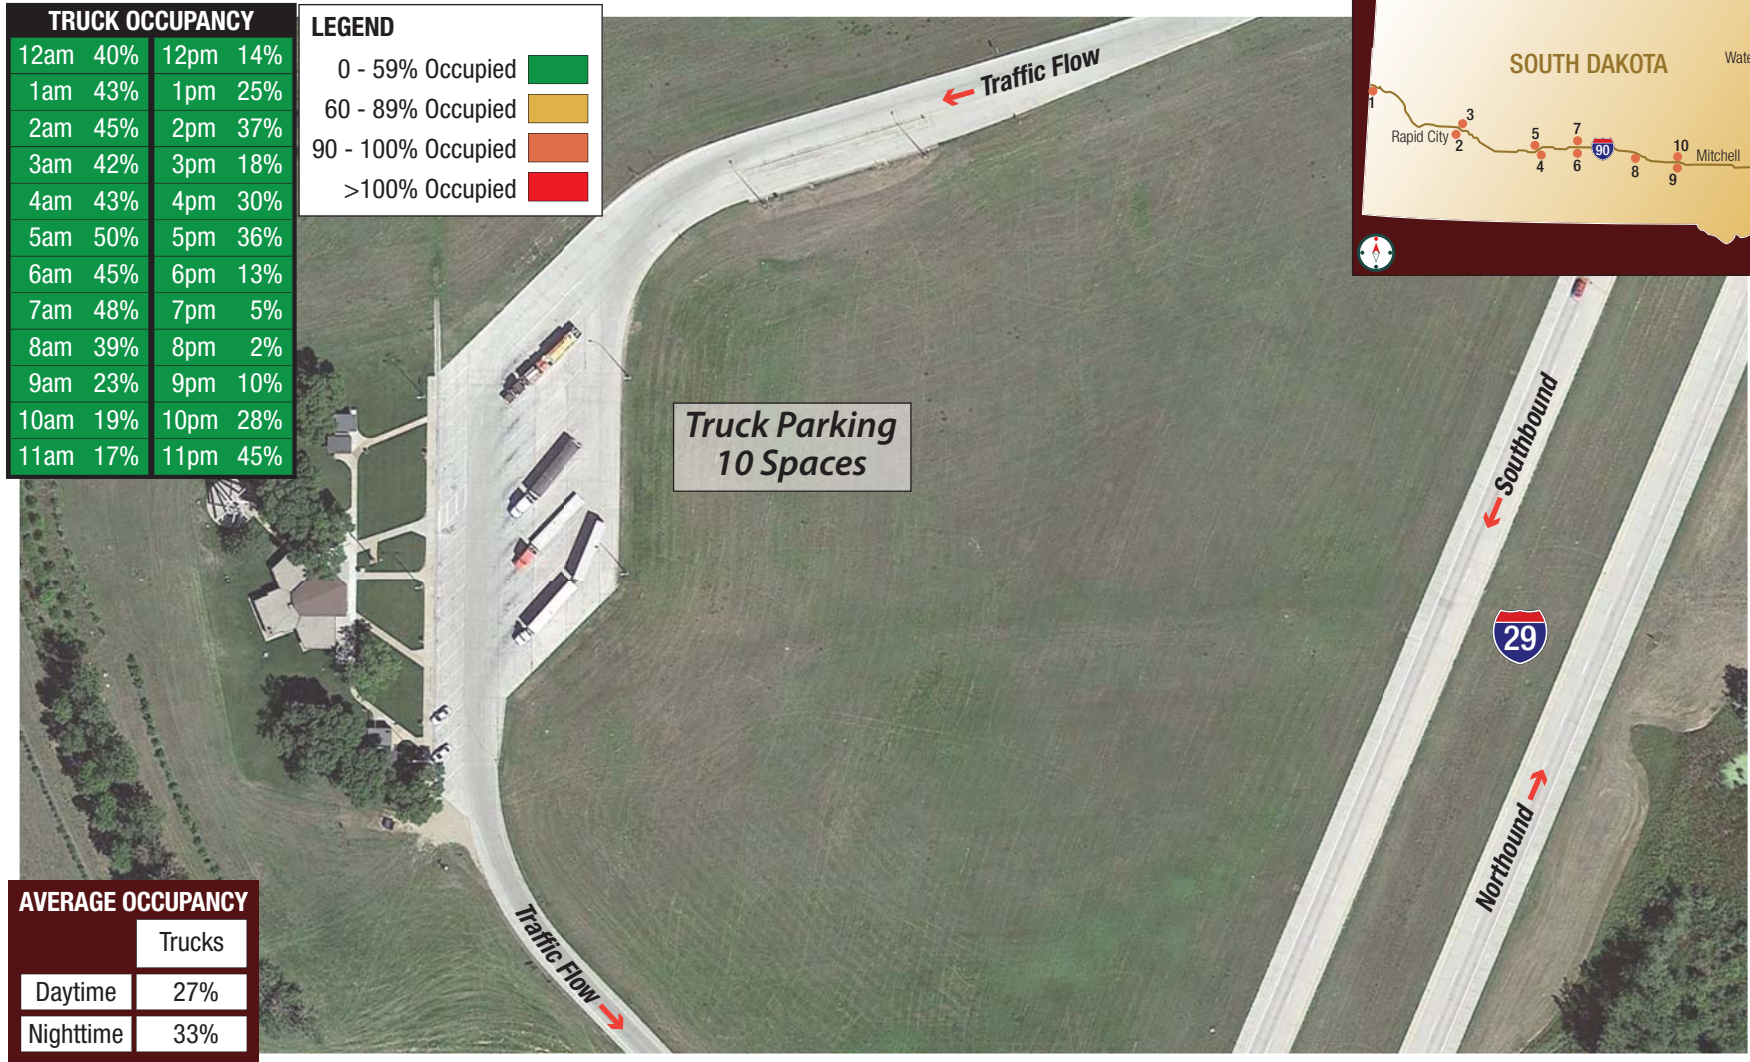 TRUCK OCCUPANCY
12am 40% 12pm 14%
1am 43% 1pm 25%
2am 45% 2pm 37%
3am 42% 3pm 18%
4am 43% 4pm 30%
5am 50% 5pm 36%
6am 45% 6pm 13%
7am 48% 7pm 5%
8am 39% 8pm 2%
9am 23% 9pm 10%
10am 19% 10pm 28%
11am 17% 11pm 45%
LEGEND
0 - 59% Occupied
60 - 89% Occupied
90 - 100% Occupied
>100% Occupied
Traffic Flow
SOUTH DAKOTA
Wate
1
3
Rapid City
2
5
4
7
6
90
8
10
9
Mitchell
Truck Parking
10 Spaces
Southbound
29
Northound
Traffic Flow
AVERAGE OCCUPANCY
Trucks
Daytime 27%
Nighttime 33%